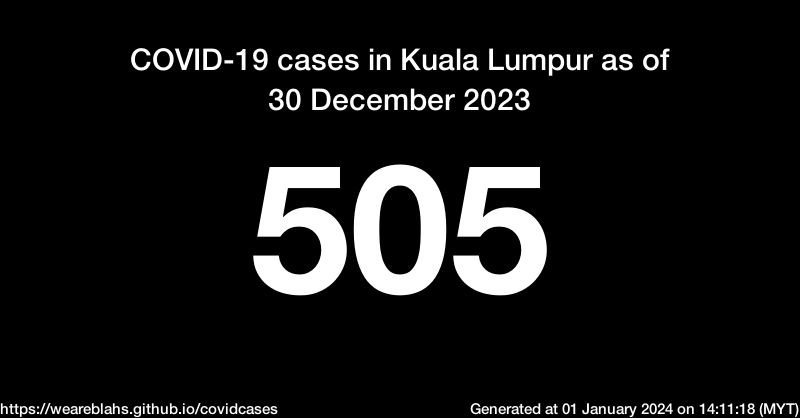 COVID-19 cases in Kuala Lumpur as of
30 December 2023
505
https://weareblahs.github.io/covidcases
Generated at 01 January 2024 on 14:11:18 (MYT)